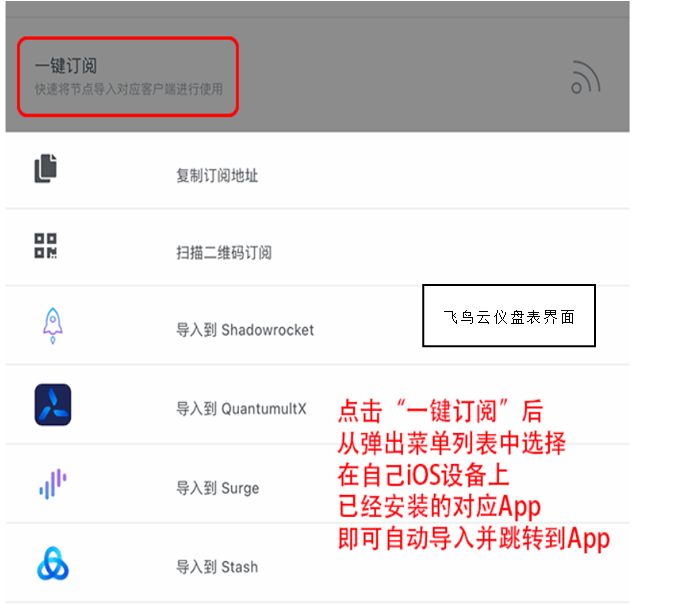 一键订阅
快速将节点导入对应客户端进行使用
复制订阅地址
扫描二维码订阅
导入到 Shadowrocket
飞鸟云仪盘表界面
导入到 QuantumultX
导入到 Surge
导入到 Stash
点击“一键订阅”后
从弹出菜单列表中选择
在自己iOS设备上
已经安装的对应App
即可自动导入并跳转到App